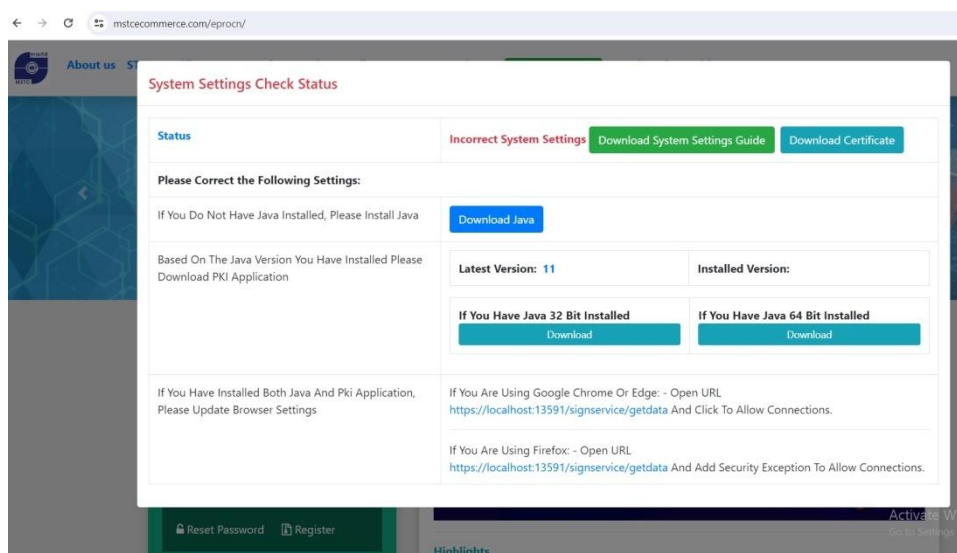 mstcecommerce.com/eprocn/
MSTC
About us ST
System Settings Check Status
Status
Incorrect System Settings Download System Settings Guide Download Certificate
Please Correct the Following Settings:
If You Do Not Have Java Installed, Please Install Java
Download Java
Based On The Java Version You Have Installed Please
Download PKI Application
Latest Version: 11 Installed Version:
If You Have Java 32 Bit Installed If You Have Java 64 Bit Installed
Download Download
If You Have Installed Both Java And Pki Application,
Please Update Browser Settings
If You Are Using Google Chrome Or Edge: - Open URL
https://localhost:13591/signservice/getdata And Click To Allow Connections.
If You Are Using Firefox: - Open URL
https://localhost:13591/signservice/getdata And Add Security Exception To Allow Connections.
Reset Password Register
Activate W
Go to Settings
Highlights